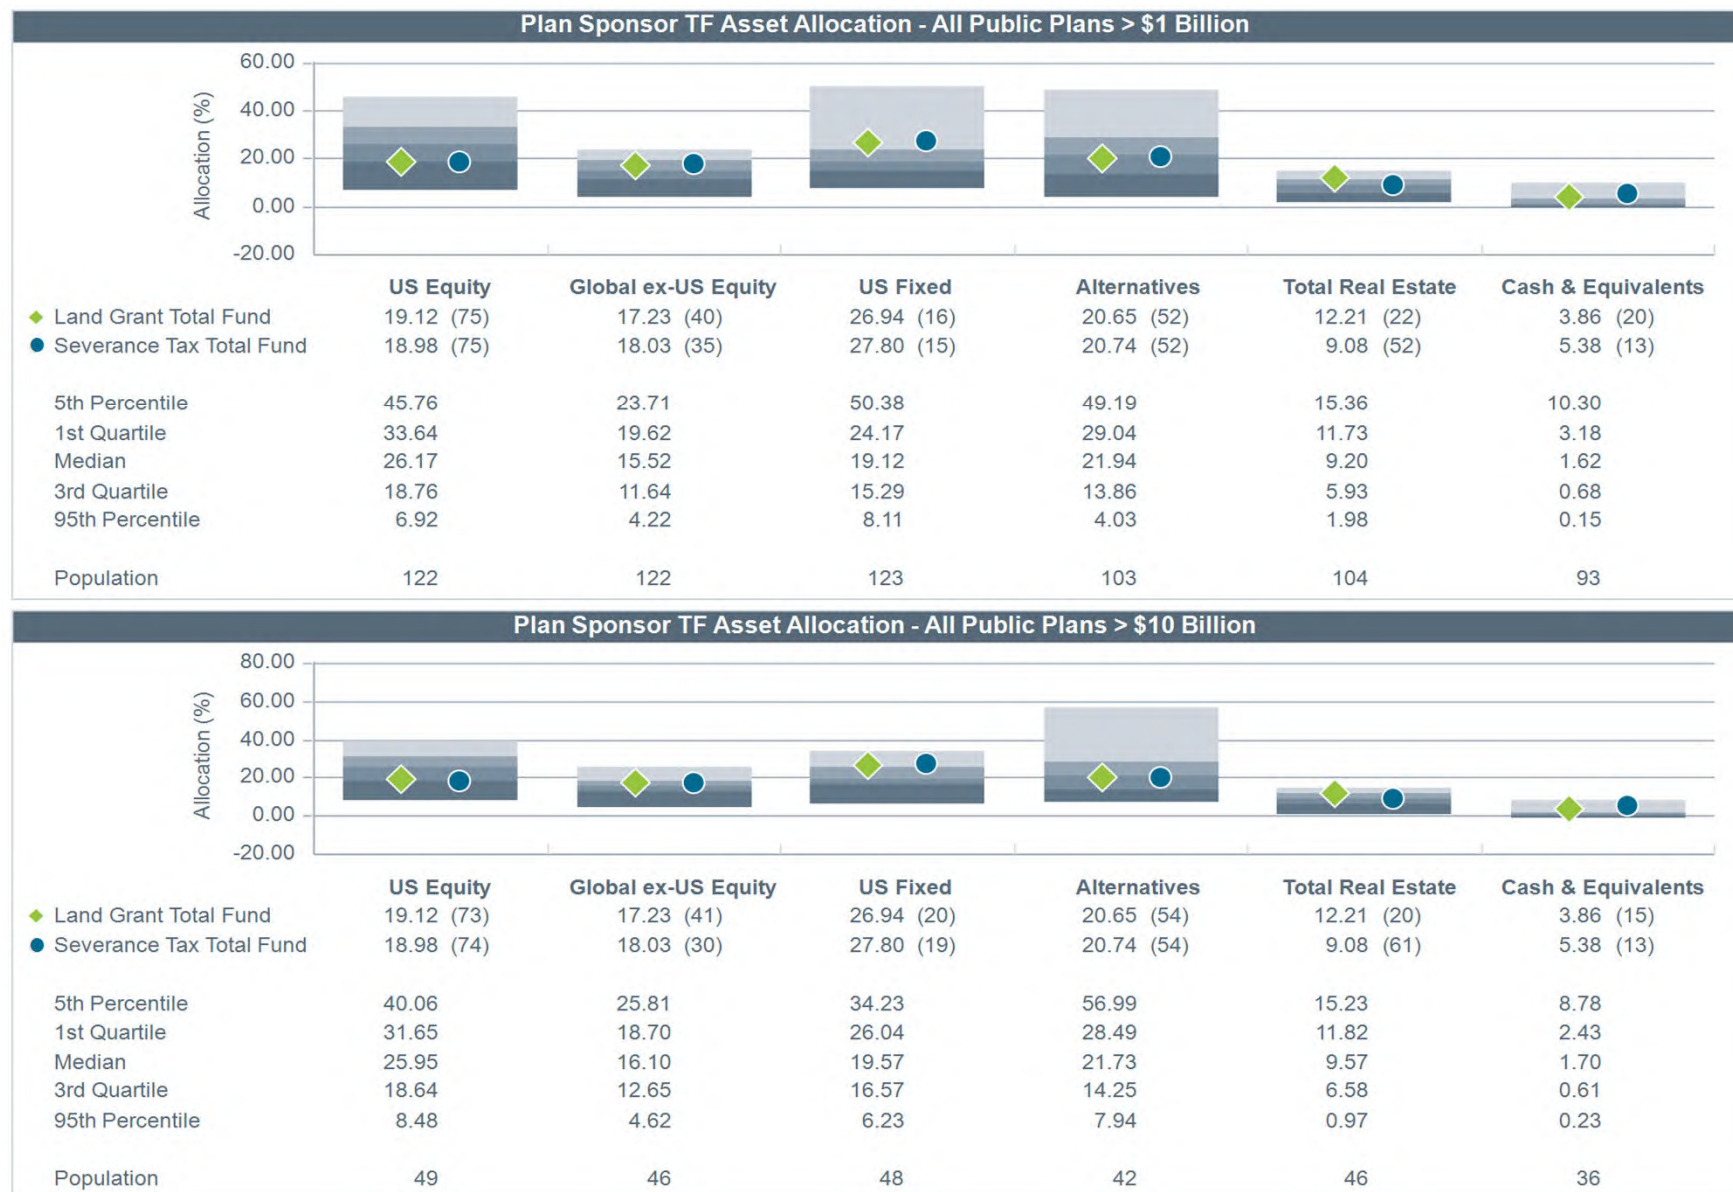 Plan Sponsor TF Asset Allocation - All Public Plans > $1 Billion
60.00
40.00
20.00
0.00
-20.00
Allocation (%)
US Equity Global ex-US Equity US Fixed Alternatives Total Real Estate Cash & Equivalents
Land Grant Total Fund 19.12 (75) 17.23 (40) 26.94 (16) 20.65 (52) 12.21 (22) 3.86 (20)
Severance Tax Total Fund 18.98 (75) 18.03 (35) 27.80 (15) 20.74 (52) 9.08 (52) 5.38 (13)
5th Percentile 45.76 23.71 50.38 49.19 15.36 10.30
1st Quartile 33.64 19.62 24.17 29.04 11.73 3.18
Median 26.17 15.52 19.12 21.94 9.20 1.62
3rd Quartile 18.76 11.64 15.29 13.86 5.93 0.68
95th Percentile 6.92 4.22 8.11 4.03 1.98 0.15
Population 122 122 123 103 104 93
Plan Sponsor TF Asset Allocation - All Public Plans > $10 Billion
80.00
60.00
40.00
20.00
0.00
-20.00
Allocation (%)
US Equity Global ex-US Equity US Fixed Alternatives Total Real Estate Cash & Equivalents
Land Grant Total Fund 19.12 (73) 17.23 (41) 26.94 (20) 20.65 (54) 12.21 (20) 3.86 (15)
Severance Tax Total Fund 18.98 (74) 18.03 (30) 27.80 (19) 20.74 (54) 9.08 (61) 5.38 (13)
5th Percentile 40.06 25.81 34.23 56.99 15.23 8.78
1st Quartile 31.65 18.70 26.04 28.49 11.82 2.43
Median 25.95 16.10 19.57 21.73 9.57 1.70
3rd Quartile 18.64 12.65 16.57 14.25 6.58 0.61
95th Percentile 8.48 4.62 6.23 7.94 0.97 0.23
Population 49 46 48 42 46 36